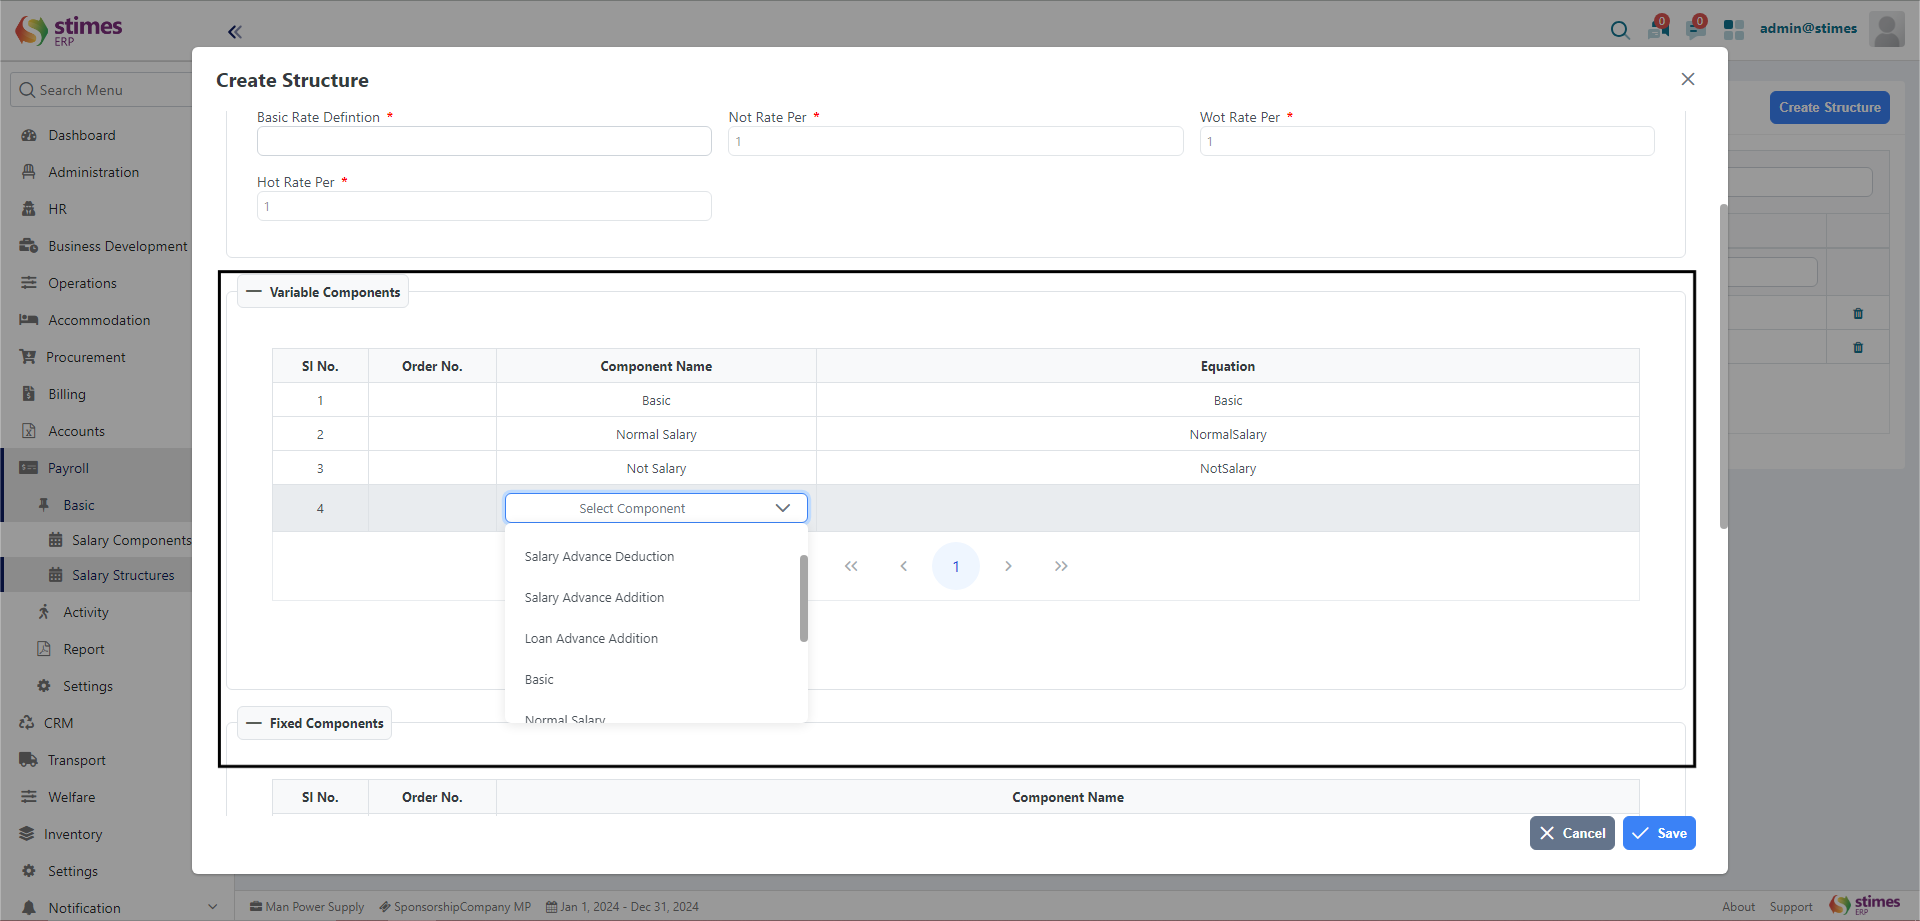 stimes
ERP
0
0
admin@stimes
Search Menu
Create Structure
Create Structure
Basic Rate Defintion *
Not Rate Per *
Wot Rate Per *
1
1
Hot Rate Per *
1
Dashboard
Administration
HR
Business Development
Operations
Accommodation
Procurement
Billing
Accounts
Payroll
Basic
Salary Components
Salary Structures
Activity
Report
Settings
CRM
Transport
Welfare
Inventory
Settings
Notification
Variable Components
Sl No. Order No. Component Name Equation
1 Basic Basic
2 Normal Salary NormalSalary
3 Not Salary NotSalary
4 Select Component
Salary Advance Deduction
Salary Advance Addition
Loan Advance Addition
Basic
Normal Salary
1
Fixed Components
Sl No. Order No. Component Name
Cancel
Save
Man Power Supply SponsorshipCompany MP Jan 1, 2024 - Dec 31, 2024
About Support
stimes
ERP